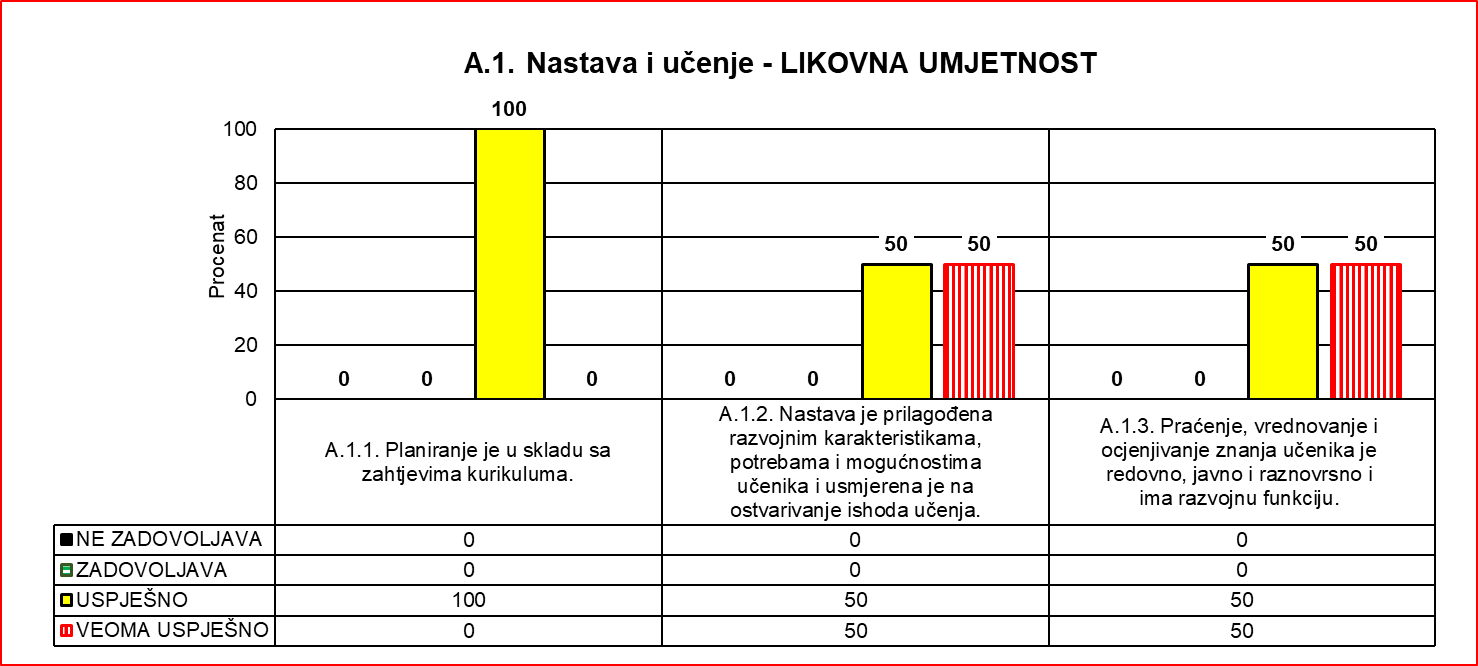 A.1. Nastava i učenje - LIKOVNA UMJETNOST
Procenat
100
80
60
40
20
0
0 0 100 0
0 0 50 50
0 0 50 50
A.1.1. Planiranje je u skladu sa
zahtjevima kurikuluma.
A.1.2. Nastava je prilagođena
razvojnim karakteristikama,
potrebama i mogućnostima
učenika i usmjerena je na
ostvarivanje ishoda učenja.
A.1.3. Praćenje, vrednovanje i
ocjenjivanje znanja učenika je
redovno, javno i raznovrsno i
ima razvojnu funkciju.
NE ZADOVOLJAVA 0 0 0
ZADOVOLJAVA 0 0 0
USPJEŠNO 100 50 50
VEOMA USPJEŠNO 0 50 50